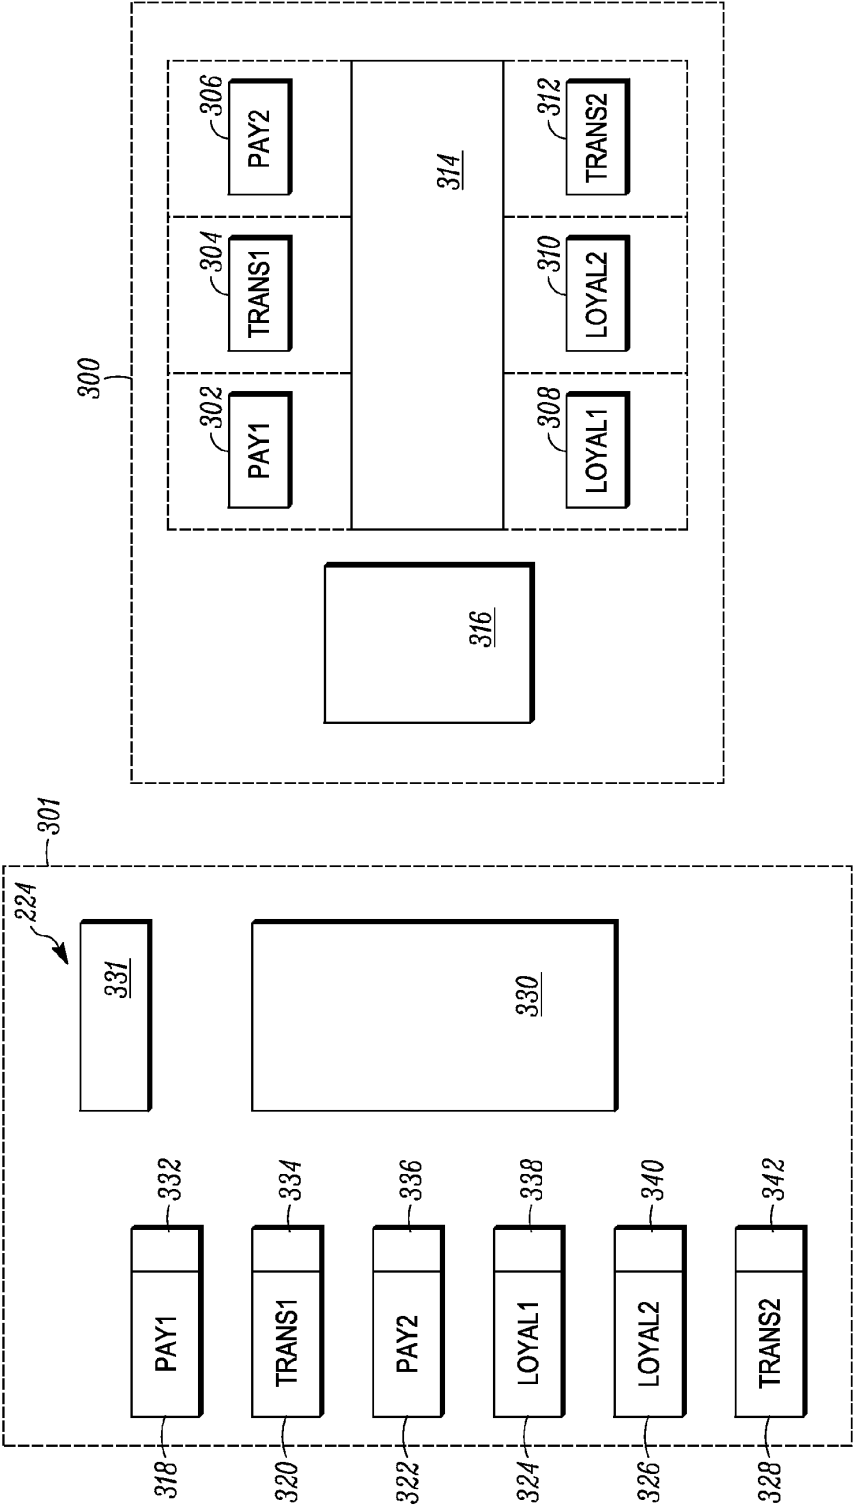 301
224
331
318 PAY1 332
320 TRANS1 334
322 PAY2 336
324 LOYAL1 338
330
326 LOYAL2 340
328 TRANS2 342
300
302 304 306
PAY1 TRANS1 PAY2
314
316
308 310 312
LOYAL1 LOYAL2 TRANS2